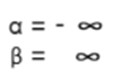 α = - ∞
β = ∞